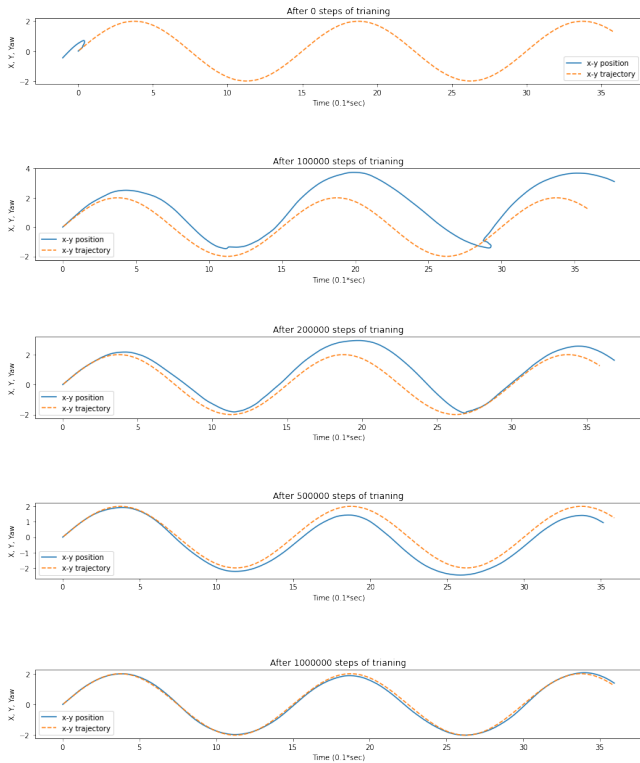 After 0 steps of trianing
2
0
−2
X, Y, Yaw
x-y position
x-y trajectory
0 5 10 15 20 25 30 35
Time (0.1*sec)
After 100000 steps of trianing
4
2
0
−2
X, Y, Yaw
x-y position
x-y trajectory
0 5 10 15 20 25 30 35
Time (0.1*sec)
After 200000 steps of trianing
2
0
−2
X, Y, Yaw
x-y position
x-y trajectory
0 5 10 15 20 25 30 35
Time (0.1*sec)
After 500000 steps of trianing
2
1
0
−1
−2
X, Y, Yaw
x-y position
x-y trajectory
0 5 10 15 20 25 30 35
Time (0.1*sec)
After 1000000 steps of trianing
2
0
−2
X, Y, Yaw
x-y position
x-y trajectory
0 5 10 15 20 25 30 35
Time (0.1*sec)